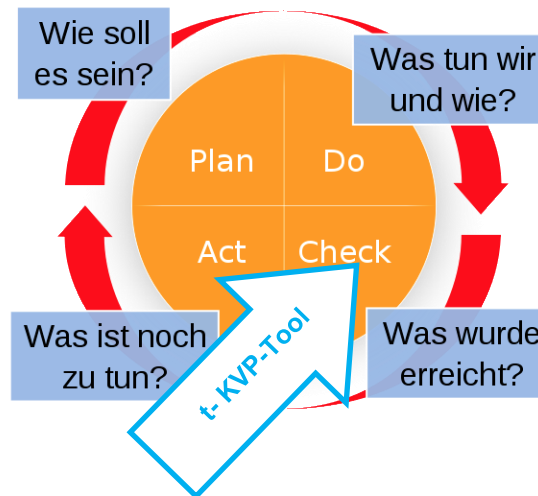 Wie soll
es sein?
Was tun wir
und wie?
Plan
Do
Act
Check
t- KVP-Tool
Was ist noch
zu tun?
Was wurde
erreicht?